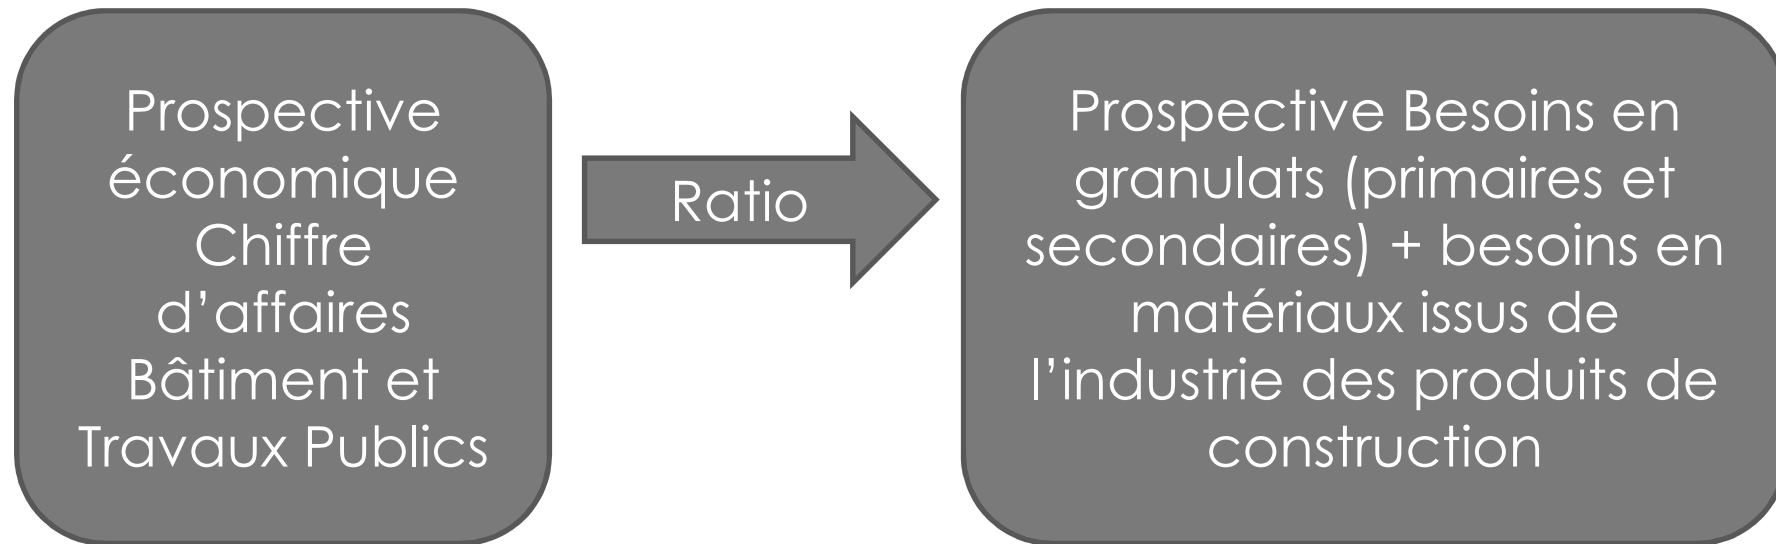 Prospective
économique
Chiffre
d’affaires
Bâtiment et
Travaux Publics
Ratio
Prospective Besoins en
granulats (primaires et
secondaires) + besoins en
matériaux issus de
l’industrie des produits de
construction